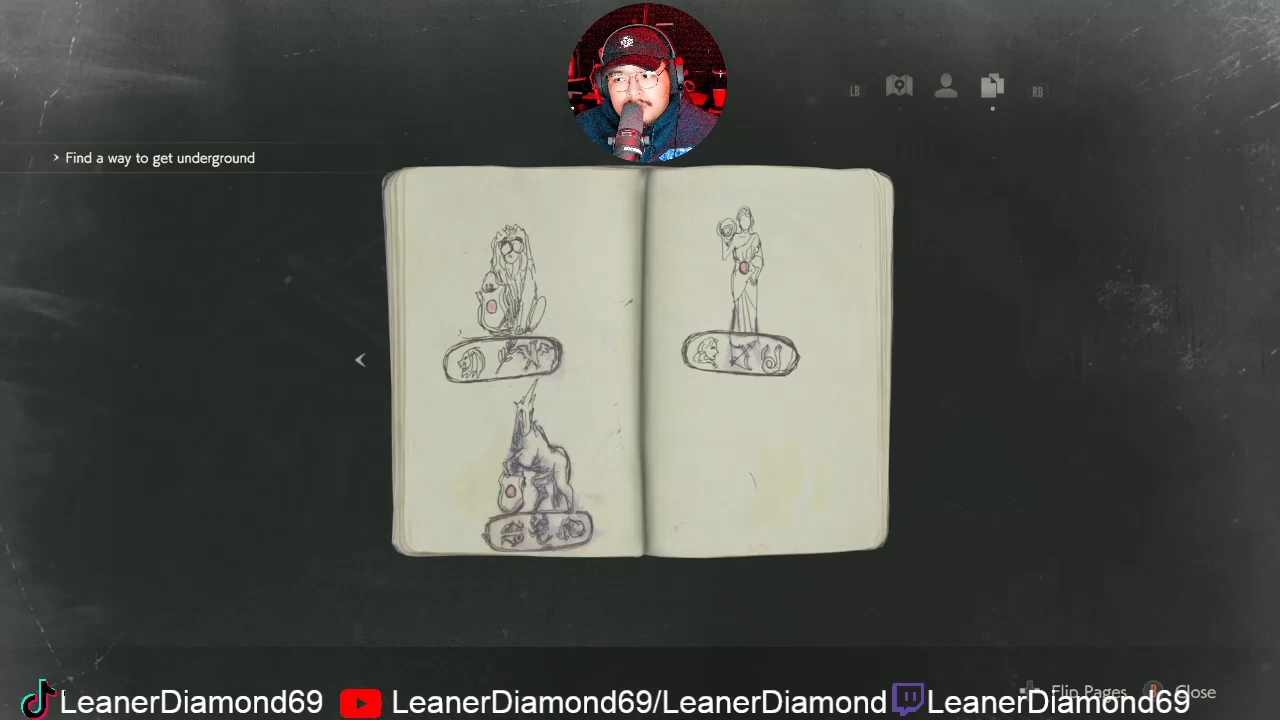 LB
RB
> Find a way to get underground
Flip Pages
Close
LeanerDiamond69
LeanerDiamond69/LeanerDiamond
LeanerDiamond69